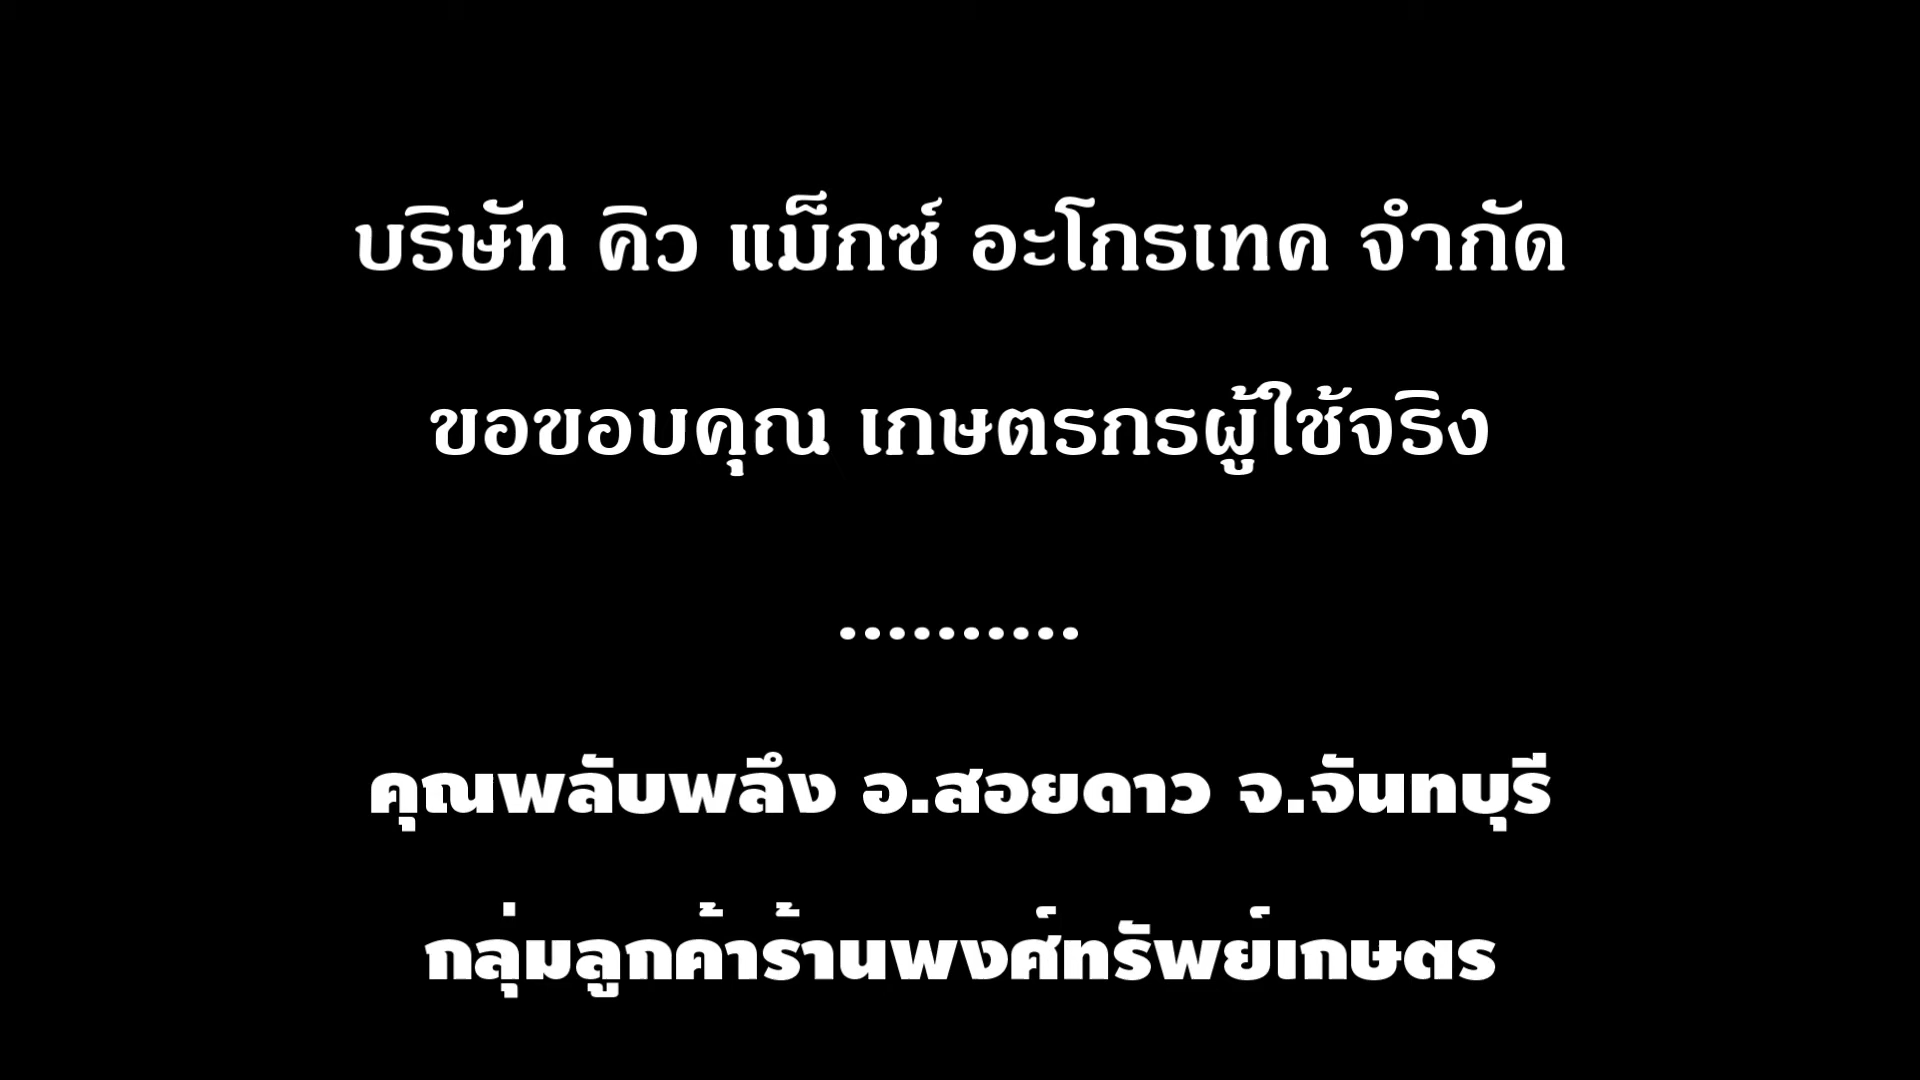 บริษัท คิว แม็กซ์ อะโกรเทค จำกัด
ขอขอบคุณ เกษตรกรผู้ใช้จริง
..........
คุณพลับพลึง อ.สอยดาว จ.จันทบุรี
กลุ่มลูกค้าร้านพงศ์ทรัพย์เกษตร